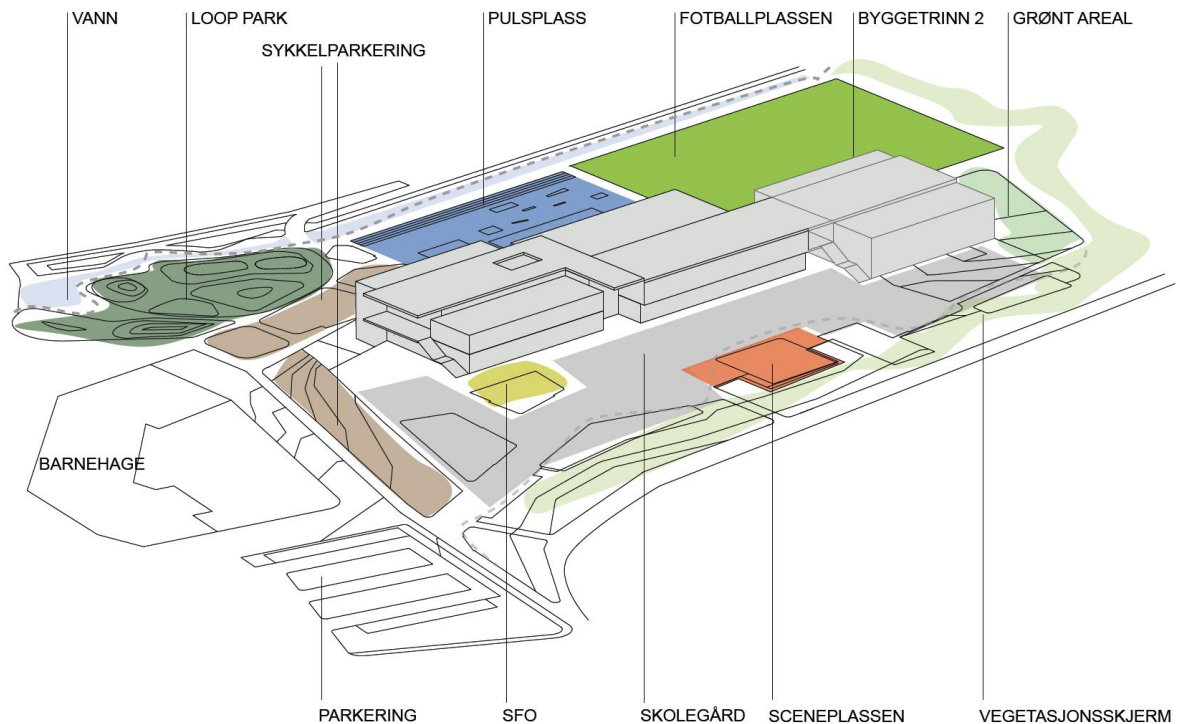 VANN
LOOP PARK
PULSPLASS
FOTBALLPLASSEN
BYGGETRINN 2
GRØNT AREAL
SYKKELPARKERING
BARNEHAGE
PARKERING
SFO
SKOLEGÅRD
SCENEPLASSEN
VEGETASJONSSKJERM